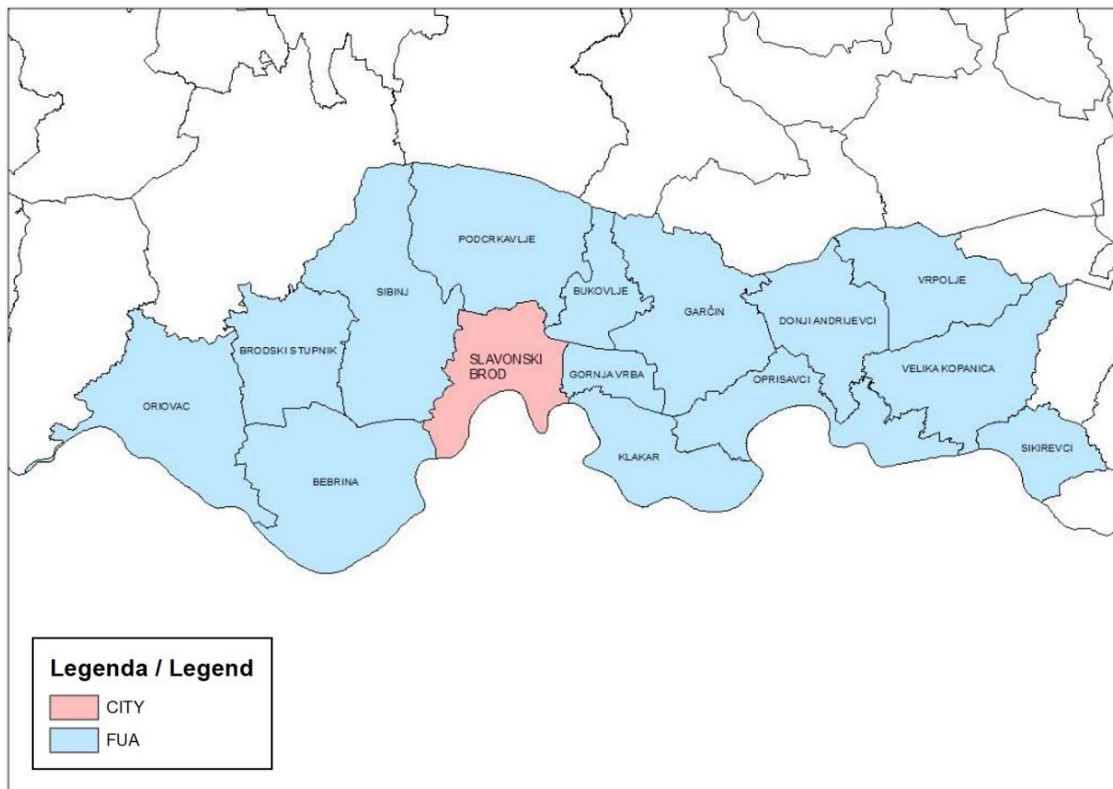 PODCRKAVLJE
VRPOLJE
SIBINJ
BUKOVLJE
GARČIN
DONJI ANDRIJEVCI
BRODSKI STUPNIK
SLAVONSKI
BROD
GORNJA VRBA
VELIKA KOPANICA
OPRISAVCI
ORIOVAC
SIKIREVCI
KLAKAR
BEBRINA
Legenda / Legend
CITY
FUA